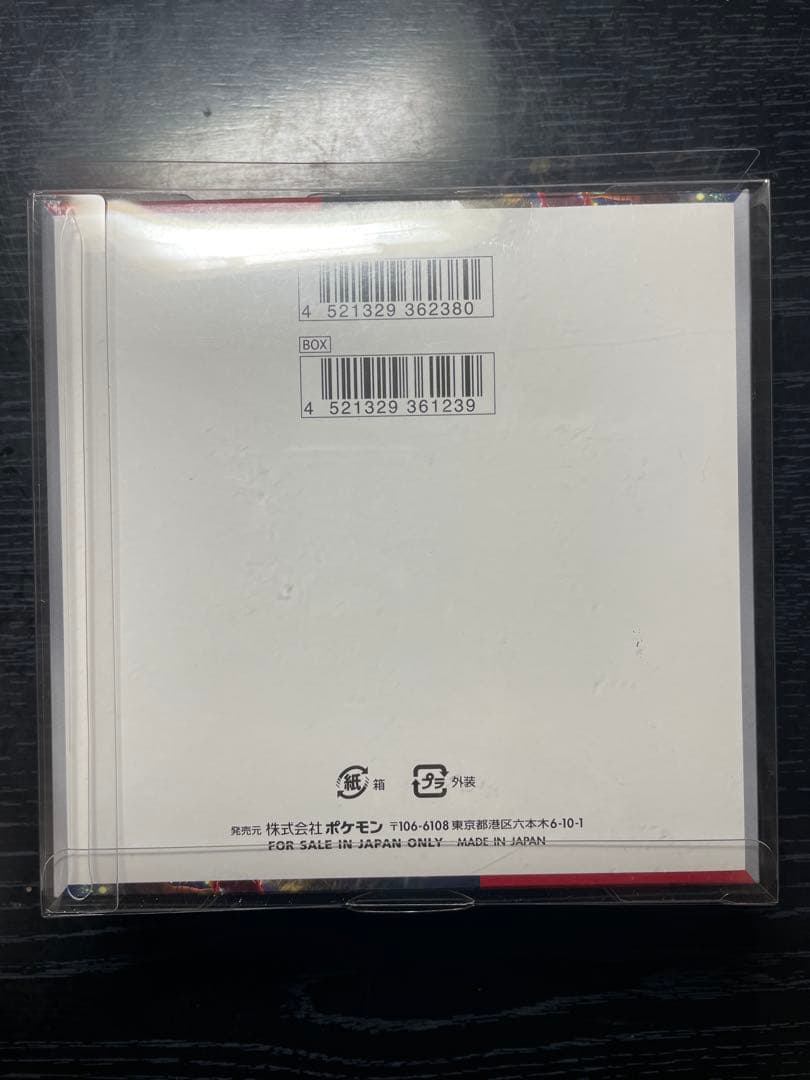 4 521329 362380
BOX
4 521329 361239
紙 箱 プラ 外装
発売元 株式会社 ポケモン 〒106-6108 東京都港区六本木6-10-1
FOR SALE IN JAPAN ONLY MADE IN JAPAN